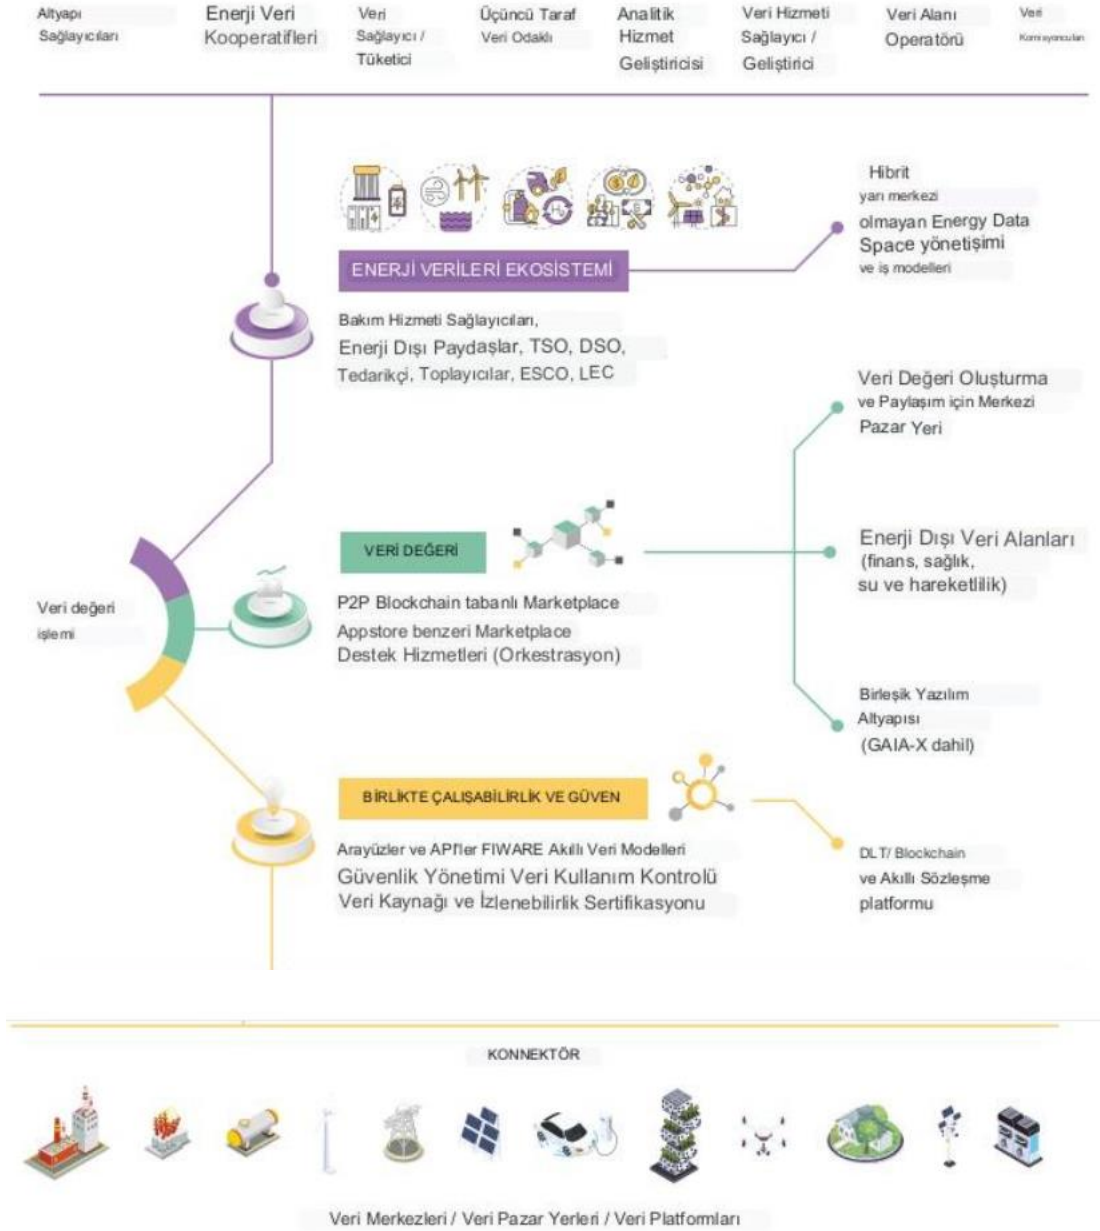 Altyapı
Sağlayıcıları
Enerji Veri
Kooperatifleri
Veri
Sağlayıcı /
Tüketici
Üçüncü Taraf
Veri Odaklı
Analitik
Hizmet
Geliştiricisi
Veri Hizmeti
Sağlayıcı /
Geliştirici
Veri Alanı
Operatörü
Veri
Komisyoncuları
Hibrit
yarı merkezi
olmayan Energy Data
Space yönetişimi
ve iş modelleri
ENERJİ VERİLERİ EKOSİSTEMİ
Bakım Hizmeti Sağlayıcıları,
Enerji Dışı Paydaşlar, TSO, DSO,
Tedarikçi, Toplayıcılar, ESCO, LEC
Veri Değeri Oluşturma
ve Paylaşım için Merkezi
Pazar Yeri
VERİ DEĞERİ
Enerji Dışı Veri Alanları
(finans, sağlık,
su ve hareketlilik)
Veri değeri
işlemi
P2P Blockchain tabanlı Marketplace
Appstore benzeri Marketplace
Destek Hizmetleri (Orkestrasyon)
Birleşik Yazılım
Altyapısı
(GAIA-X dahil)
BİRLİKTE ÇALIŞABİLİRLİK VE GÜVEN
Arayüzler ve API'ler FIWARE Akıllı Veri Modelleri
Güvenlik Yönetimi Veri Kullanım Kontrolü
Veri Kaynağı ve İzlenebilirlik Sertifikasyonu
DLT/ Blockchain
ve Akıllı Sözleşme
platformu
KONNEKTÖR
Veri Merkezleri / Veri Pazar Yerleri / Veri Platformları